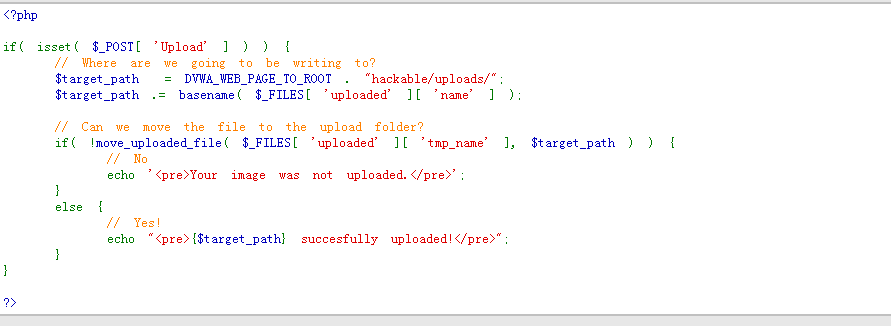 <?php
if( isset( $_POST[ 'Upload' ] ) ) {
// Where are we going to be writing to?
$target_path = DVWA_WEB_PAGE_TO_ROOT . "hackable/uploads/";
$target_path .= basename( $_FILES[ 'uploaded' ][ 'name' ] );
// Can we move the file to the upload folder?
if( !move_uploaded_file( $_FILES[ 'uploaded' ][ 'tmp_name' ], $target_path ) ) {
// No
echo '<pre>Your image was not uploaded.</pre>';
}
else {
// Yes!
echo "<pre>{$target_path} succesfully uploaded!</pre>";
}
}
?>